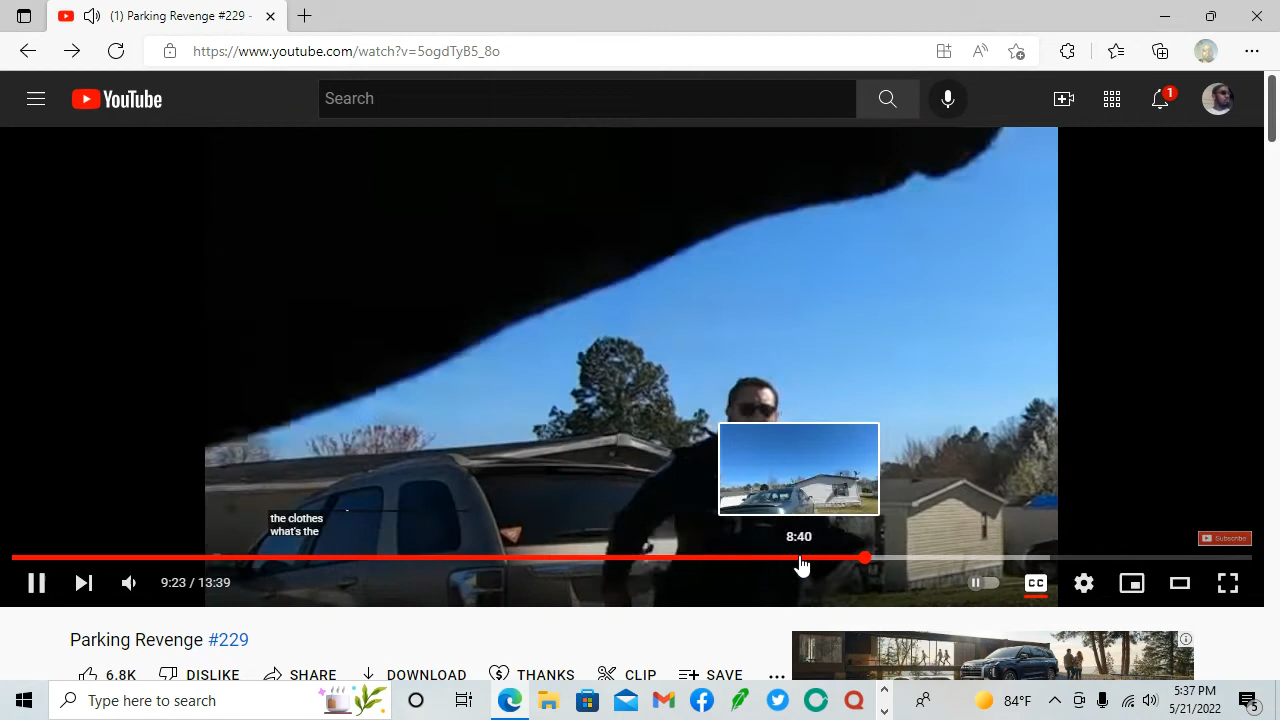 (1) Parking Revenge #229 -
https://www.youtube.com/watch?v=5ogdTyB5_8o
YouTube
Search
1
the clothes
what's the
8:40
Subscribe
9:23 / 13:39
CC
Parking Revenge #229
6.8K DISLIKE SHARE DOWNLOAD THANKS CLIP SAVE
Type here to search
84°F
5:37 PM
5/21/2022
5